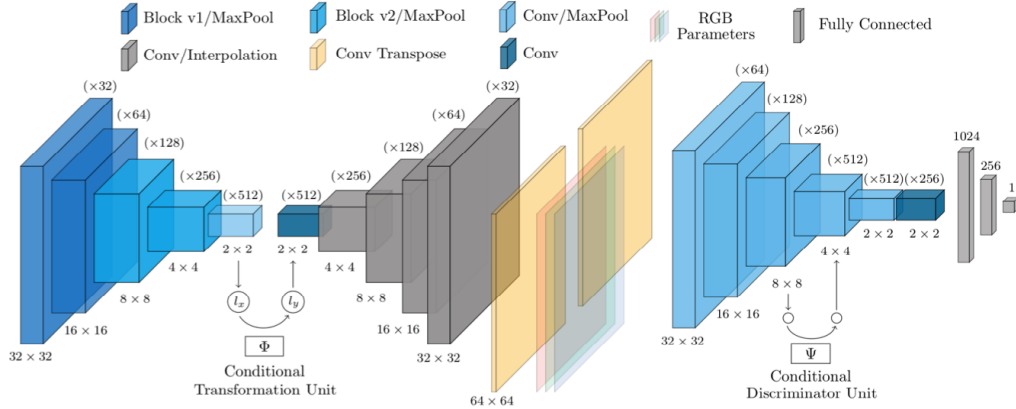 Block v1/MaxPool
Block v2/MaxPool
Conv/MaxPool
RGB
Parameters
Fully Connected
Conv/Interpolation
Conv Transpose
Conv
(×32)
(×64)
(×128)
(×256)
(×512)
2 × 2
4 × 4
8 × 8
16 × 16
32 × 32
l_x
l_y
Φ
Conditional
Transformation Unit
(×512)
(×256)
(×128)
(×64)
(×32)
2 × 2
4 × 4
8 × 8
16 × 16
32 × 32
64 × 64
(×64)
(×128)
(×256)
(×512)
(×512)(×256)
32 × 32
16 × 16
8 × 8
4 × 4
2 × 2
2 × 2
Ψ
Conditional
Discriminator Unit
1024
256
1